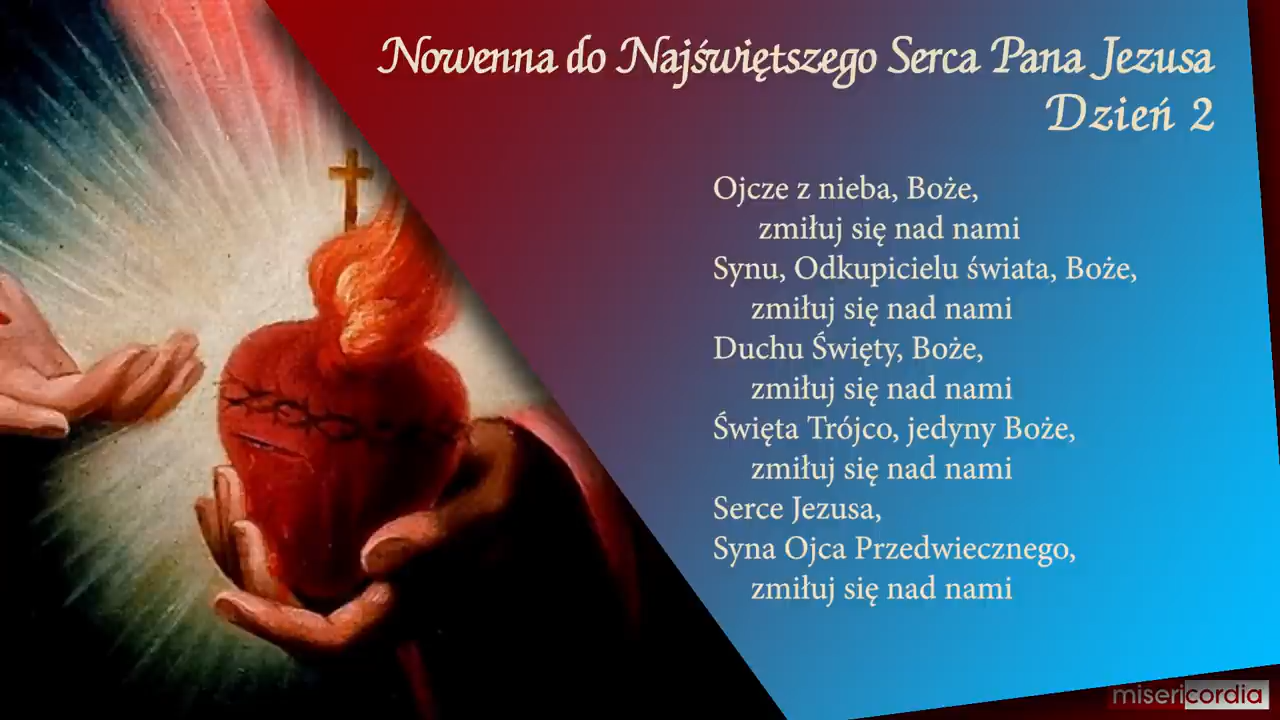 Nowenna do Najświętszego Serca Pana Jezusa
Dzień 2
Ojcze z nieba, Boże,
zmiłuj się nad nami
Synu, Odkupicielu świata, Boże,
zmiłuj się nad nami
Duchu Święty, Boże,
zmiłuj się nad nami
Święta Trójco, jedyny Boże,
zmiłuj się nad nami
Serce Jezusa,
Syna Ojca Przedwiecznego,
zmiłuj się nad nami
misericordia